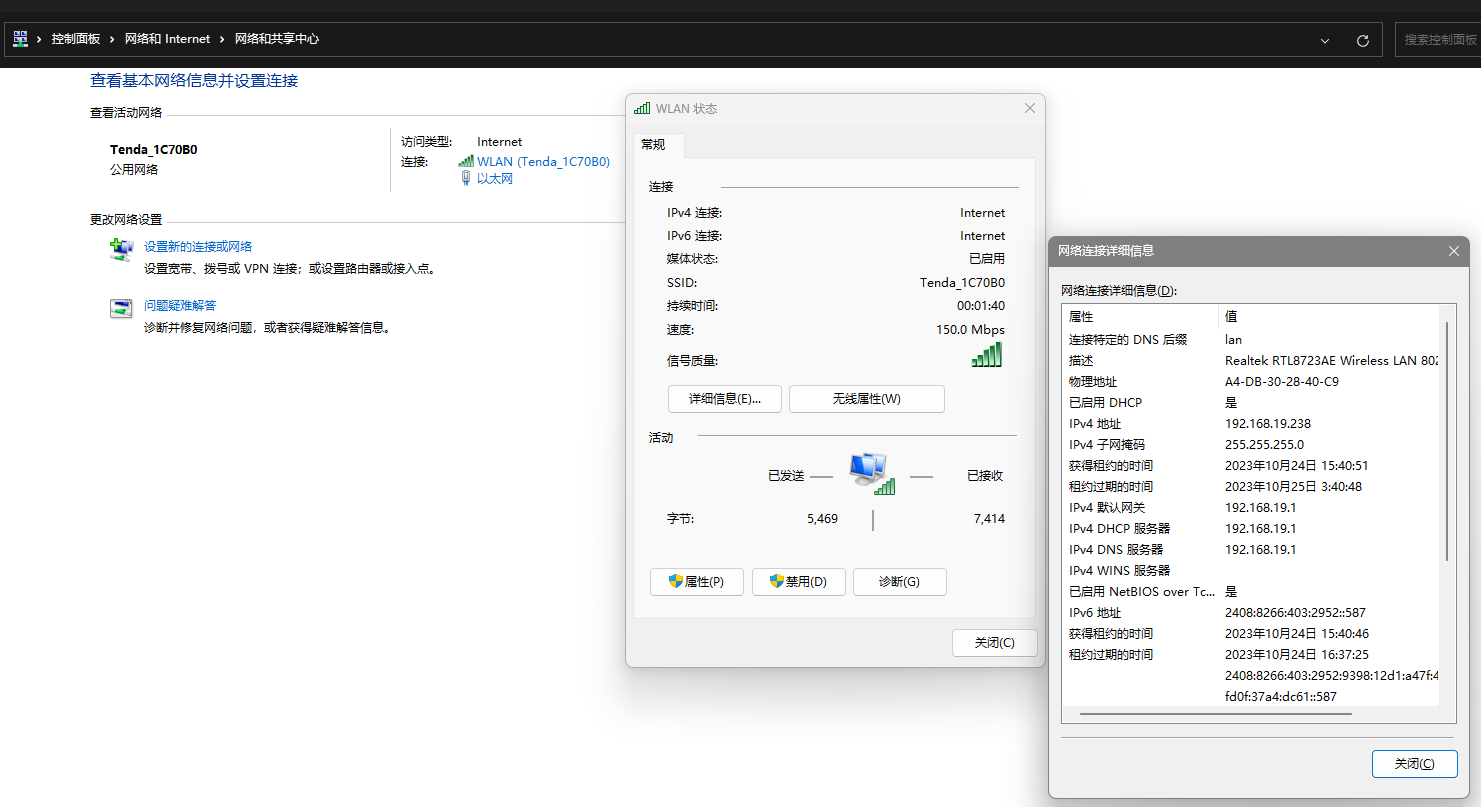 控制面板 › 网络和 Internet › 网络和共享中心
搜索控制面板
查看基本网络信息并设置连接
查看活动网络
Tenda_1C70B0
公用网络
访问类型: Internet
连接: WLAN (Tenda_1C70B0)
以太网
更改网络设置
设置新的连接或网络
设置宽带、拨号或 VPN 连接；或设置路由器或接入点。
问题疑难解答
诊断并修复网络问题，或者获得疑难解答信息。
WLAN 状态
常规
连接
IPv4 连接: Internet
IPv6 连接: Internet
媒体状态: 已启用
SSID: Tenda_1C70B0
持续时间: 00:01:40
速度: 150.0 Mbps
信号质量:
详细信息(E)... 无线属性(W)
活动
已发送 — — 已接收
字节: 5,469 7,414
属性(P) 禁用(D) 诊断(G)
关闭(C)
网络连接详细信息
网络连接详细信息(D):
属性 值
连接特定的 DNS 后缀 lan
描述 Realtek RTL8723AE Wireless LAN 802
物理地址 A4-DB-30-28-40-C9
已启用 DHCP 是
IPv4 地址 192.168.19.238
IPv4 子网掩码 255.255.255.0
获得租约的时间 2023年10月24日 15:40:51
租约过期的时间 2023年10月25日 3:40:48
IPv4 默认网关 192.168.19.1
IPv4 DHCP 服务器 192.168.19.1
IPv4 DNS 服务器 192.168.19.1
IPv4 WINS 服务器
已启用 NetBIOS over Tc... 是
IPv6 地址 2408:8266:403:2952::587
获得租约的时间 2023年10月24日 15:40:46
租约过期的时间 2023年10月24日 16:37:25
2408:8266:403:2952:9398:12d1:a47f:4
fd0f:37a4:dc61::587
关闭(C)